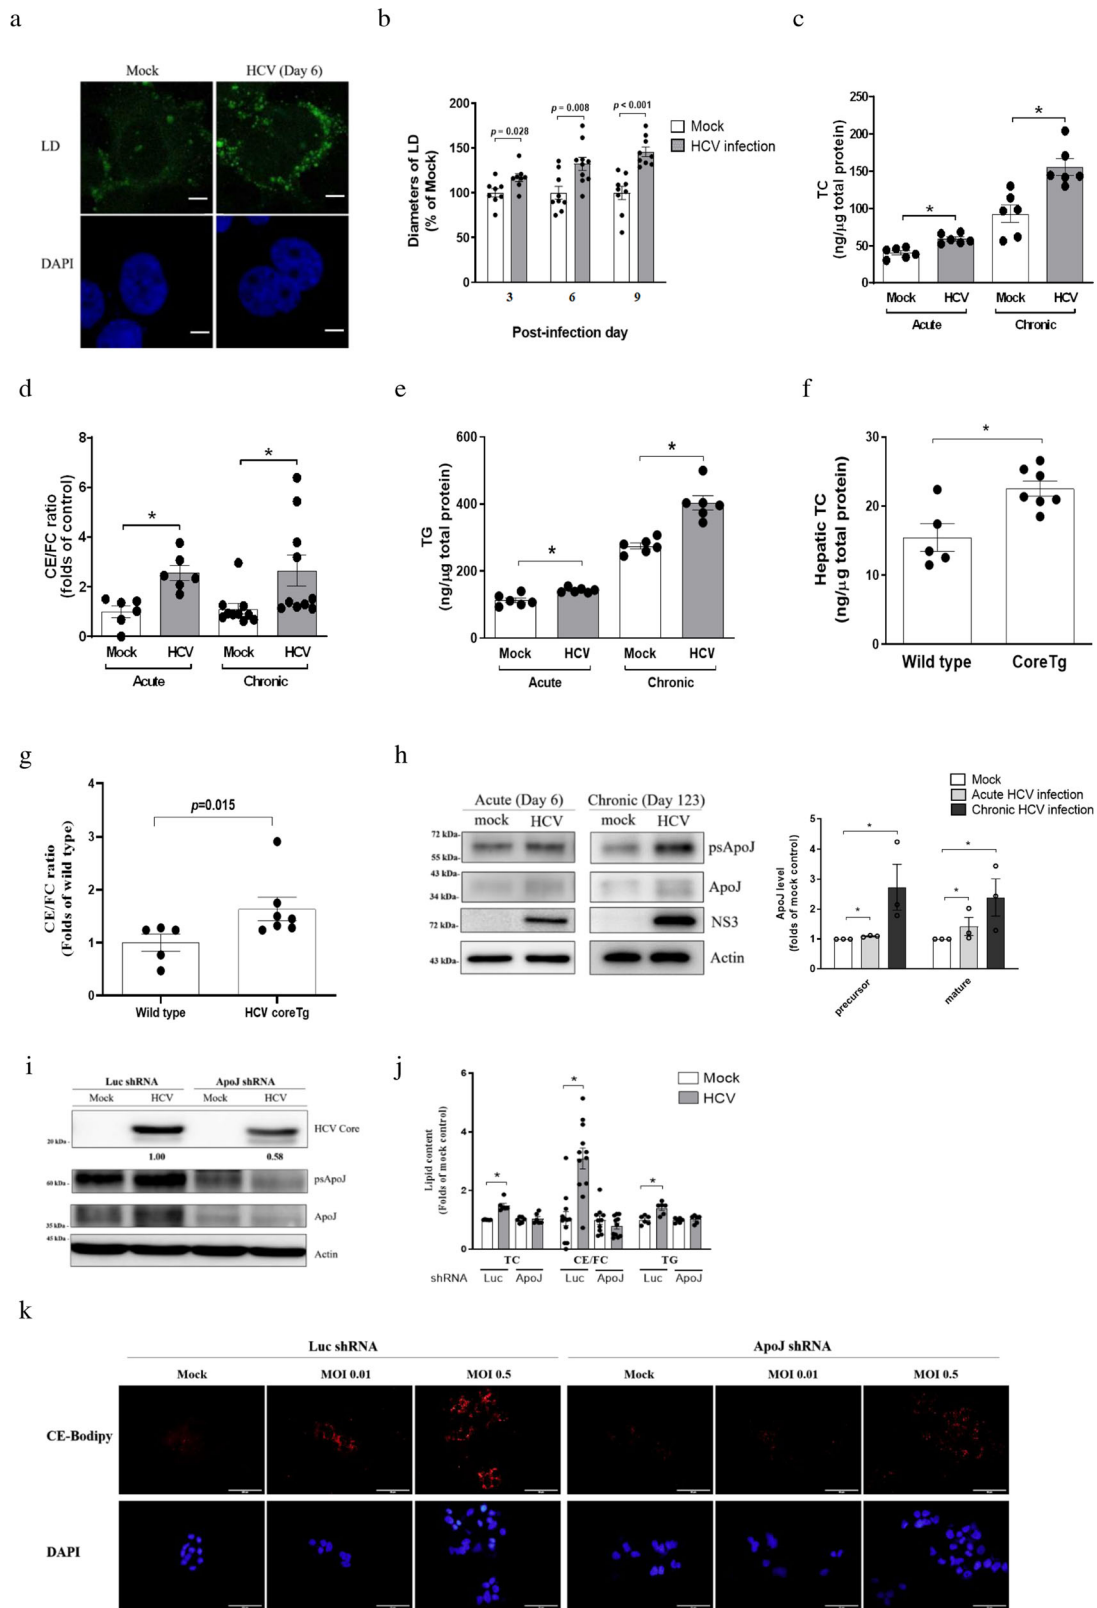 a
Mock
HCV (Day 6)
LD
DAPI
b
200
150
100
50
Diameters of LD
(% of Mock)
p = 0.028
p = 0.008
p < 0.001
Mock
HCV infection
3
6
9
Post-infection day
c
250
200
150
100
50
0
TC
(ng/μg total protein)
*
*
Mock
HCV
Mock
HCV
Acute
Chronic
d
8
6
4
2
0
CE/FC ratio
(folds of control)
*
*
Mock
HCV
Mock
HCV
Acute
Chronic
e
600
400
200
0
TG
(ng/μg total protein)
*
*
Mock
HCV
Mock
HCV
Acute
Chronic
f
30
20
10
0
Hepatic TC
(ng/μg total protein)
*
Wild type
CoreTg
g
4
3
2
1
0
CE/FC ratio
(Folds of wild type)
p=0.015
Wild type
HCV coreTg
h
Acute (Day 6)
Chronic (Day 123)
mock
HCV
mock
HCV
72 kDa-
55 kDa-
psApoJ
43 kDa-
34 kDa-
ApoJ
72 kDa-
NS3
43 kDa-
Actin
Mock
Acute HCV infection
Chronic HCV infection
5
4
3
2
1
0
ApoJ level
(folds of mock control)
*
*
*
*
precursor
mature
i
Luc shRNA
ApoJ shRNA
Mock
HCV
Mock
HCV
HCV Core
20 kDa-
1.00
0.58
60 kDa-
psApoJ
35 kDa-
ApoJ
45 kDa-
Actin
j
6
4
2
0
Lipid content
(Folds of mock control)
Mock
HCV
*
*
*
TC
CE/FC
TG
shRNA
Luc
ApoJ
Luc
ApoJ
Luc
ApoJ
k
Luc shRNA
ApoJ shRNA
Mock
MOI 0.01
MOI 0.5
Mock
MOI 0.01
MOI 0.5
CE-Bodipy
DAPI